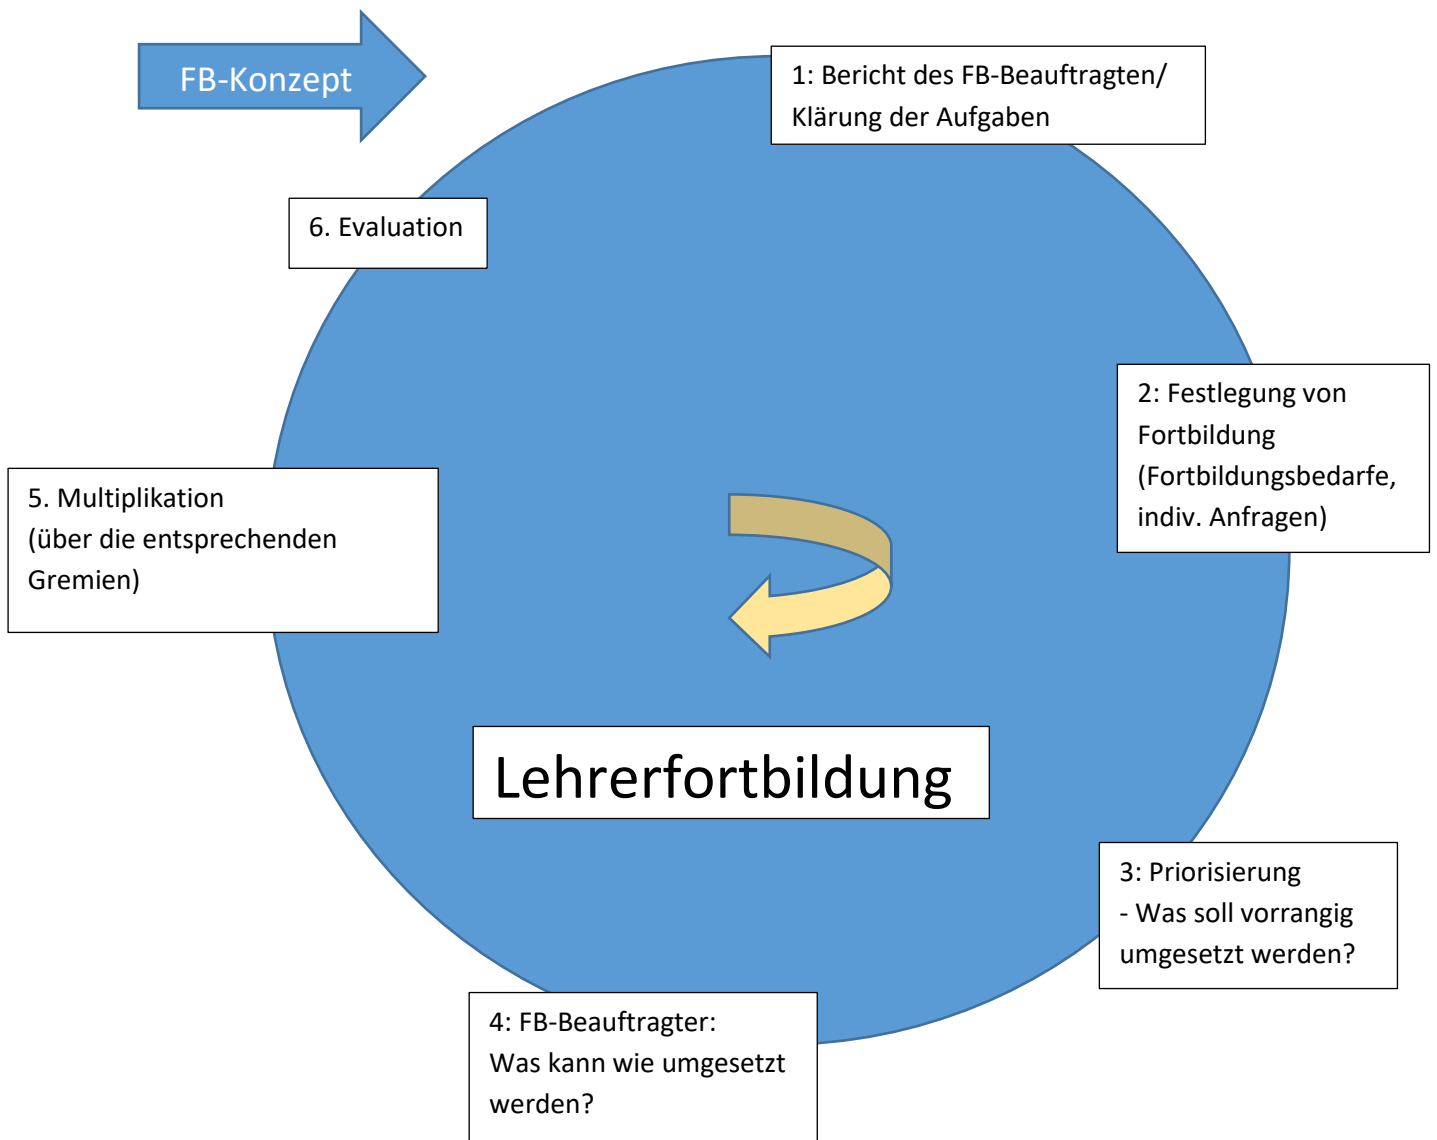 FB-Konzept
1: Bericht des FB-Beauftragten/
Klärung der Aufgaben
2: Festlegung von
Fortbildung
(Fortbildungsbedarfe,
indiv. Anfragen)
3: Priorisierung
- Was soll vorrangig
umgesetzt werden?
4: FB-Beauftragter:
Was kann wie umgesetzt
werden?
5. Multiplikation
(über die entsprechenden
Gremien)
6. Evaluation
Lehrerfortbildung